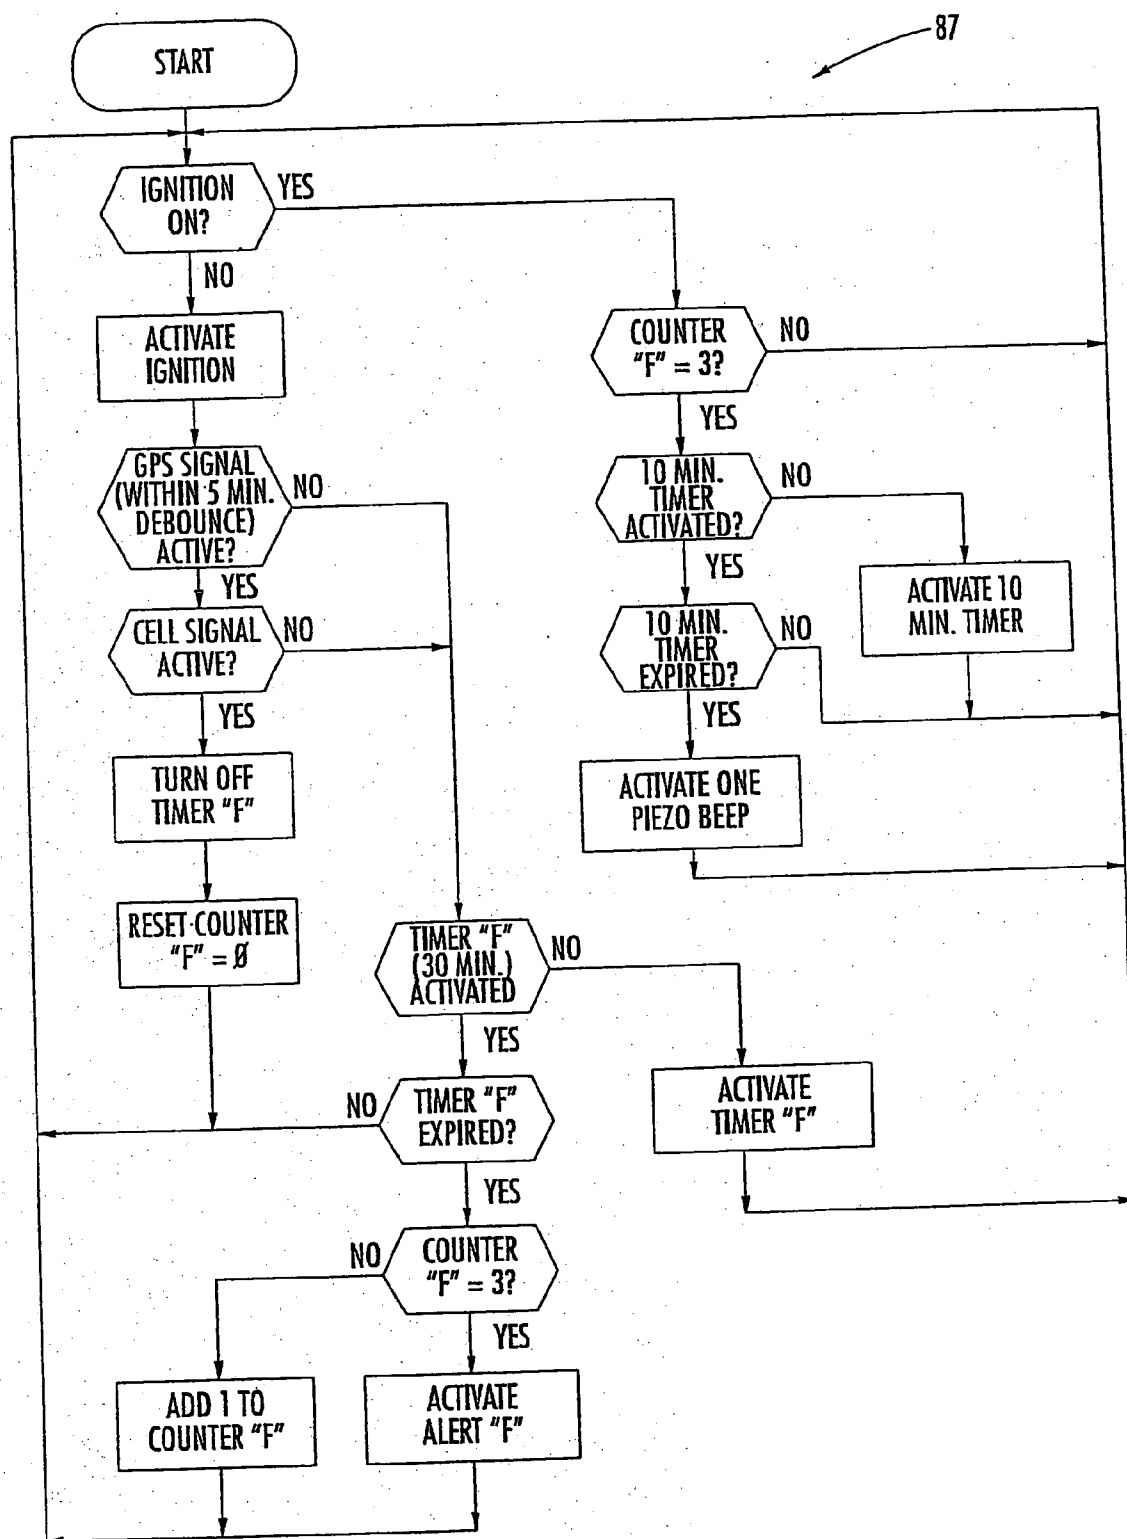 87
START
IGNITION
ON?
YES
NO
ACTIVATE
IGNITION
COUNTER
"F" = 3?
NO
YES
GPS SIGNAL
(WITHIN 5 MIN.
DEBOUNCE)
ACTIVE?
NO
YES
10 MIN.
TIMER
ACTIVATED?
NO
YES
ACTIVATE 10
MIN. TIMER
CELL SIGNAL
ACTIVE?
NO
YES
10 MIN.
TIMER
EXPIRED?
NO
YES
TURN OFF
TIMER "F"
ACTIVATE ONE
PIEZO BEEP
RESET COUNTER
"F" = Ø
TIMER "F"
(30 MIN.)
ACTIVATED
NO
YES
ACTIVATE
TIMER "F"
TIMER "F"
EXPIRED?
NO
YES
COUNTER
"F" = 3?
NO
YES
ADD 1 TO
COUNTER "F"
ACTIVATE
ALERT "F"